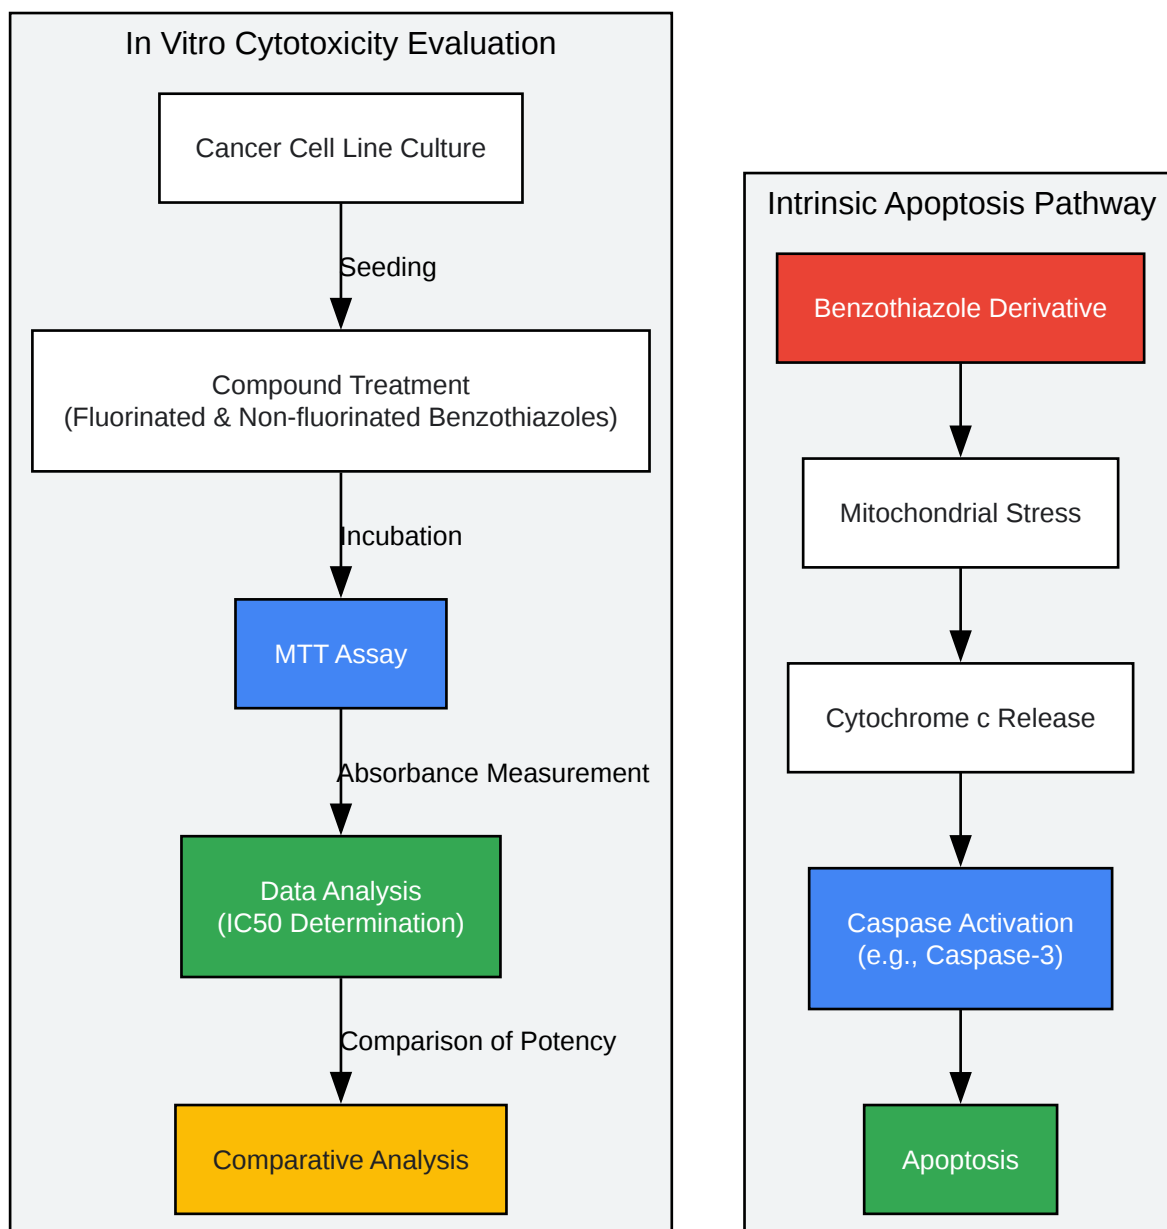 In Vitro Cytotoxicity Evaluation
Cancer Cell Line Culture
Seeding
Compound Treatment
(Fluorinated & Non-fluorinated Benzothiazoles)
Incubation
MTT Assay
Absorbance Measurement
Data Analysis
(IC50 Determination)
Comparison of Potency
Comparative Analysis
Intrinsic Apoptosis Pathway
Benzothiazole Derivative
Mitochondrial Stress
Cytochrome c Release
Caspase Activation
(e.g., Caspase-3)
Apoptosis